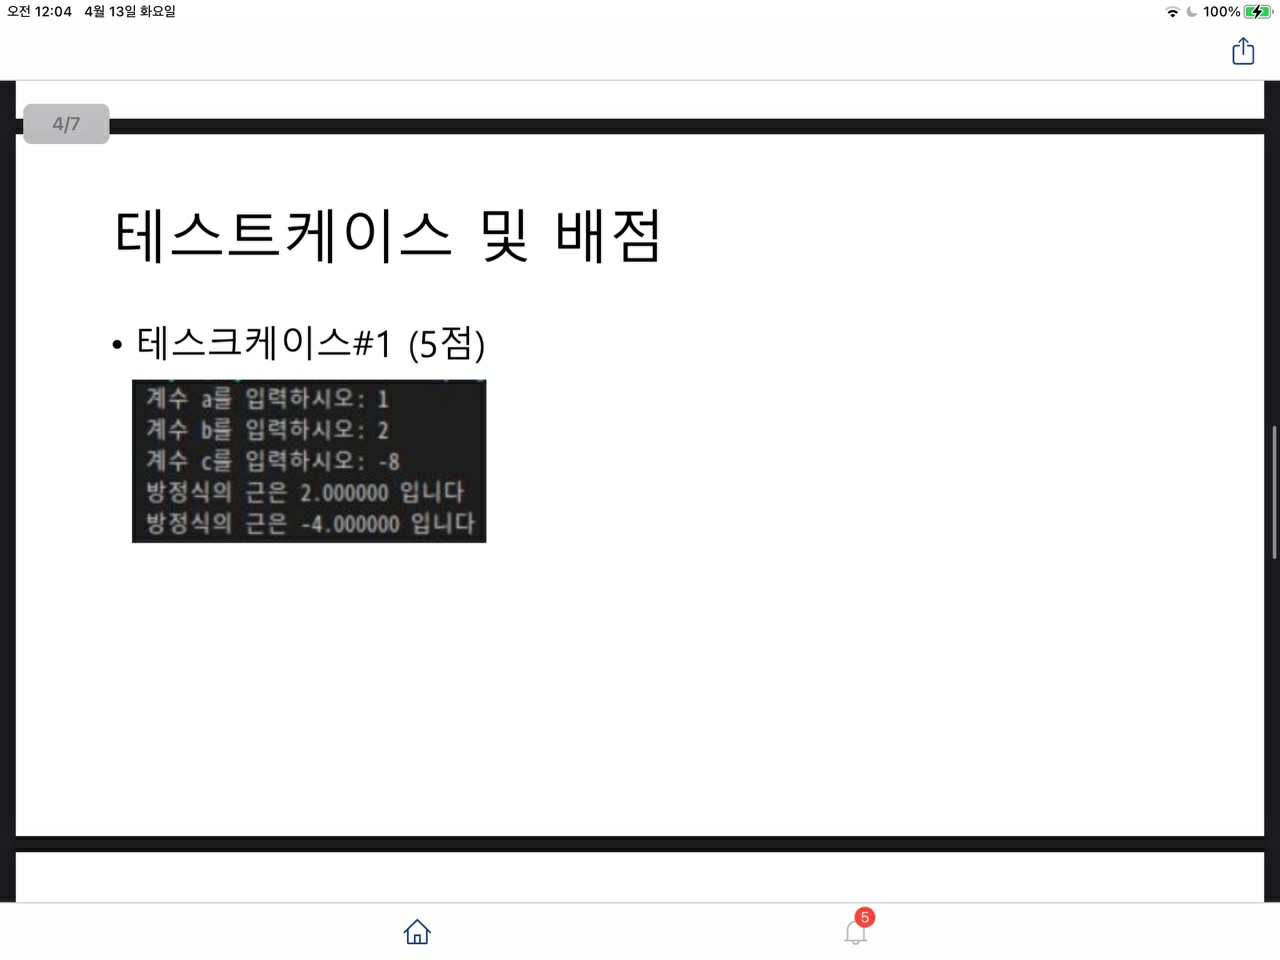 오전 12:04 4월 13일 화요일
100%
4/7
테스트케이스 및 배점
• 테스크케이스#1 (5점)
계수 a를 입력하시오: 1
계수 b를 입력하시오: 2
계수 c를 입력하시오: -8
방정식의 근은 2.000000 입니다
방정식의 근은 -4.000000 입니다
5